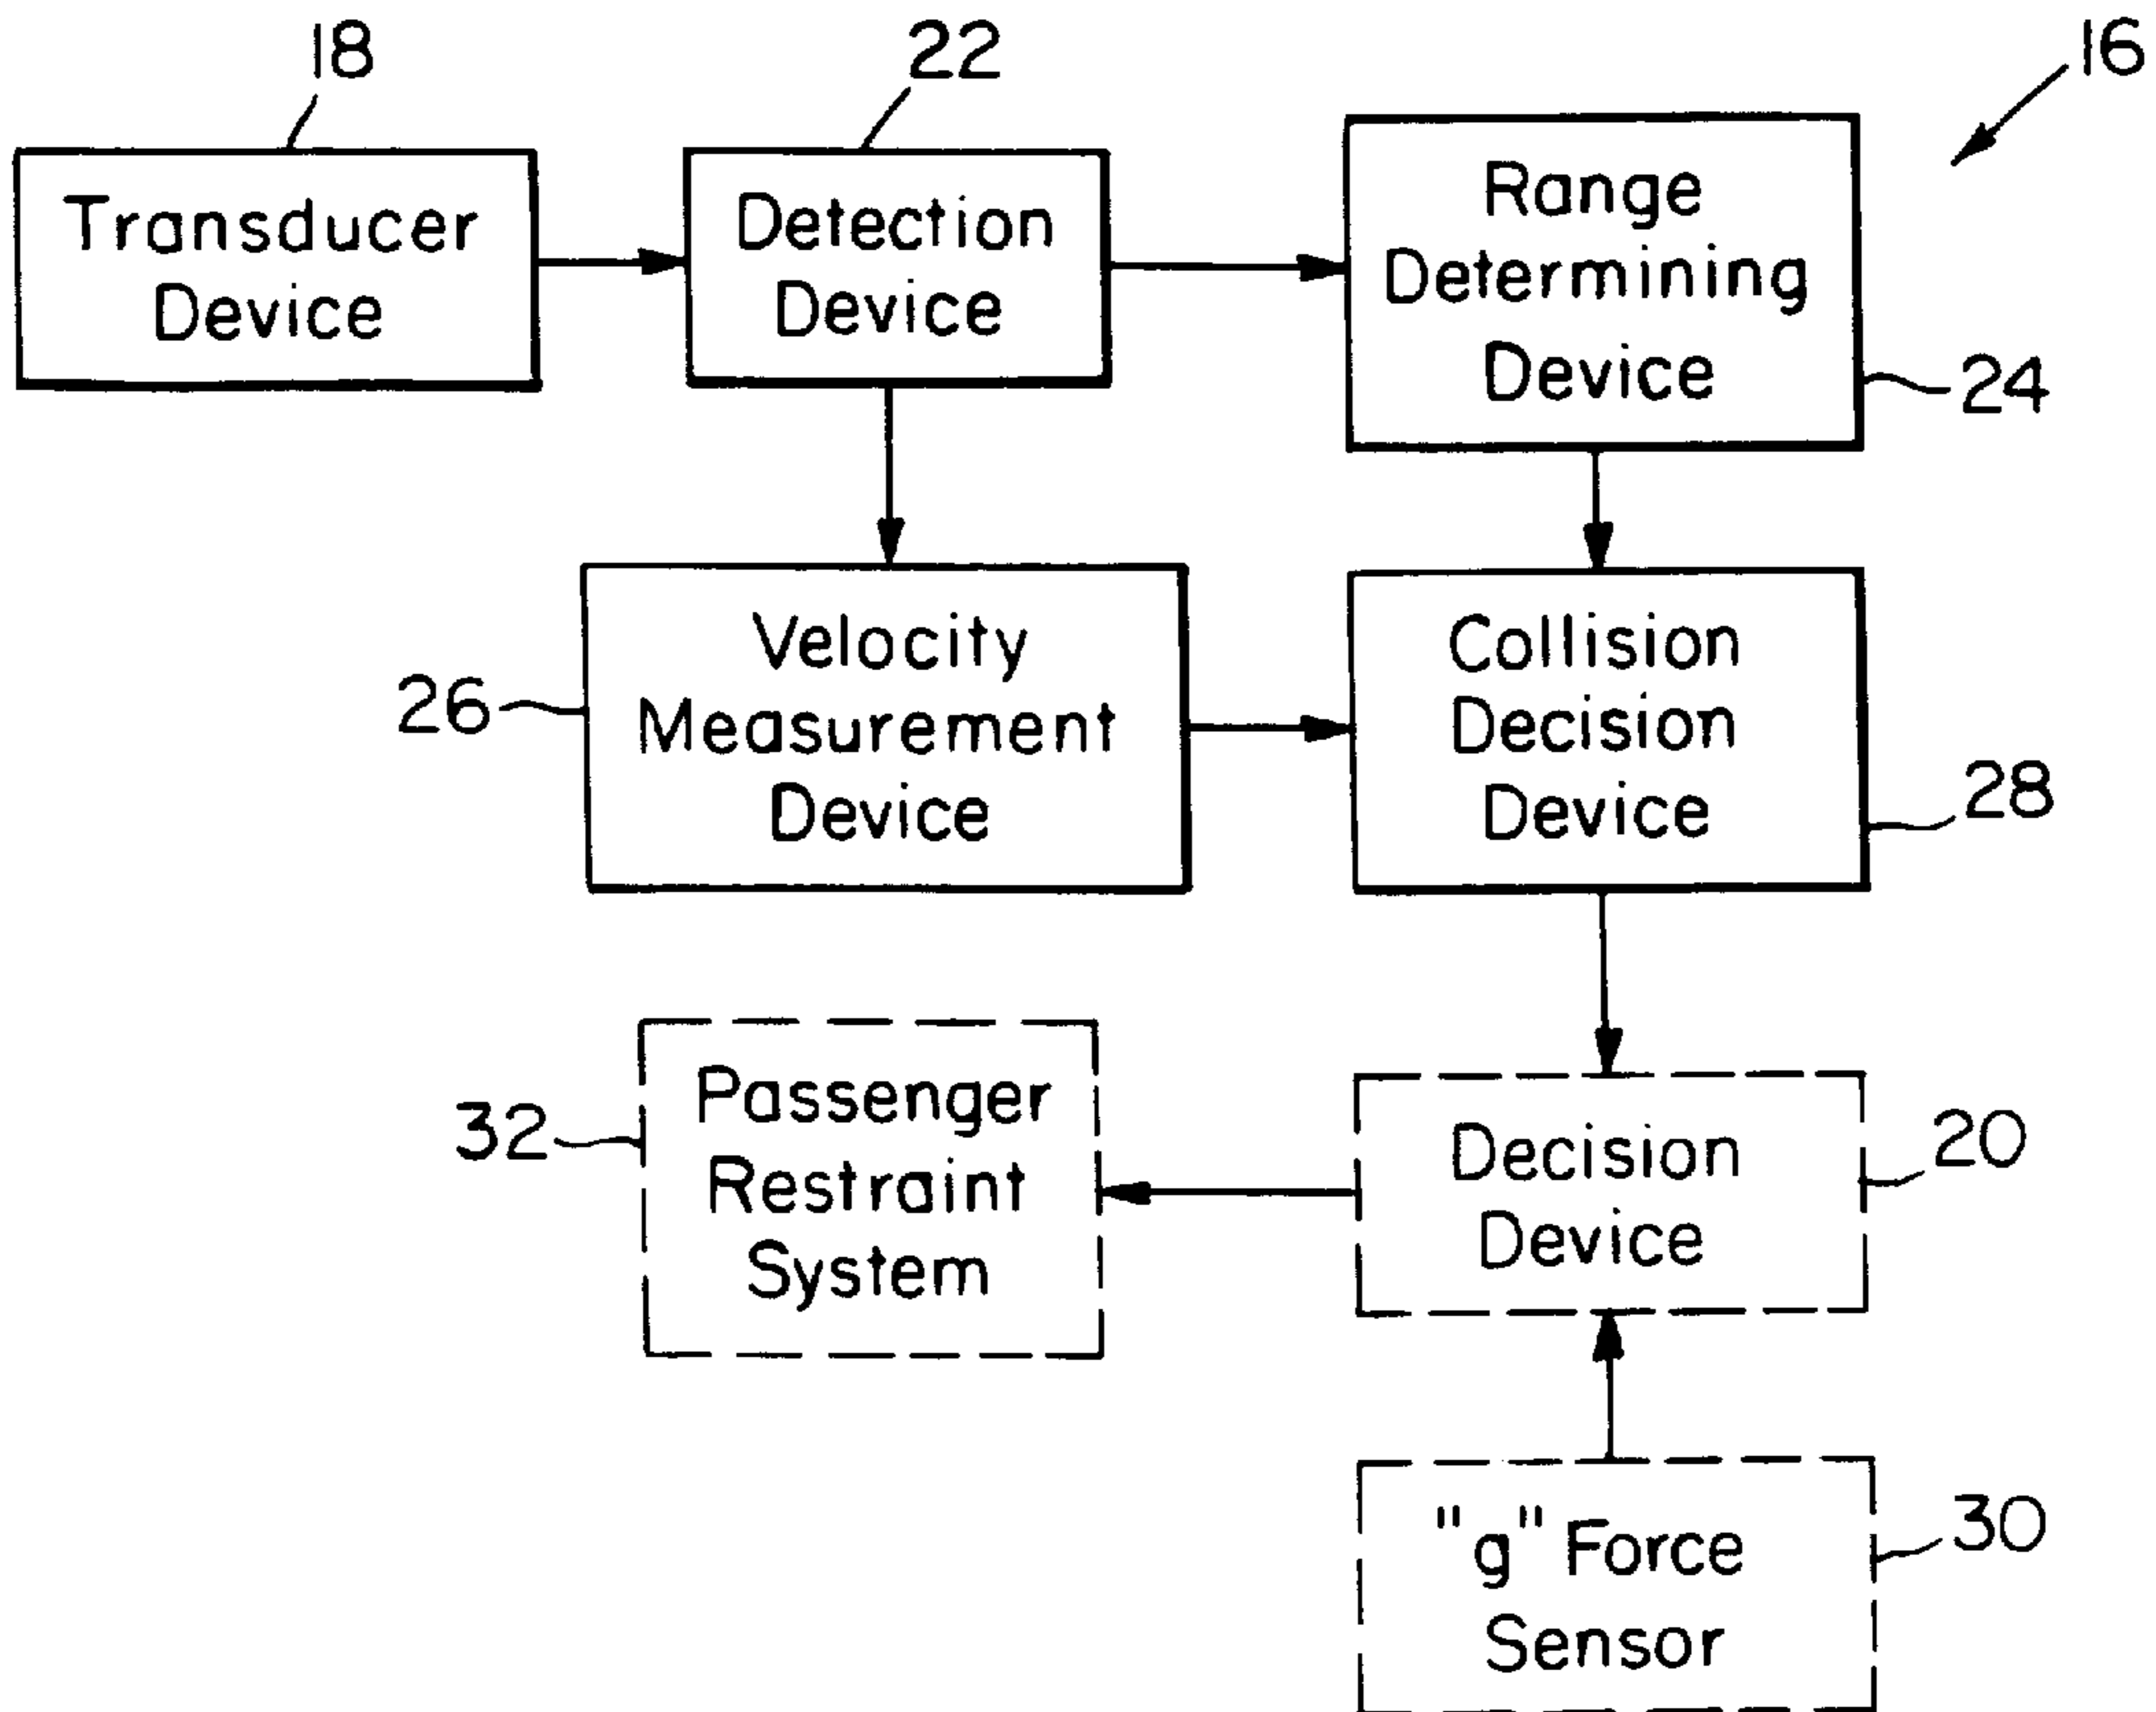 18
22
16
Transducer
Device
Detection
Device
Range
Determining
Device
24
Velocity
Measurement
Device
26
Collision
Decision
Device
28
Passenger
Restraint
System
32
Decision
Device
20
"g" Force
Sensor
30